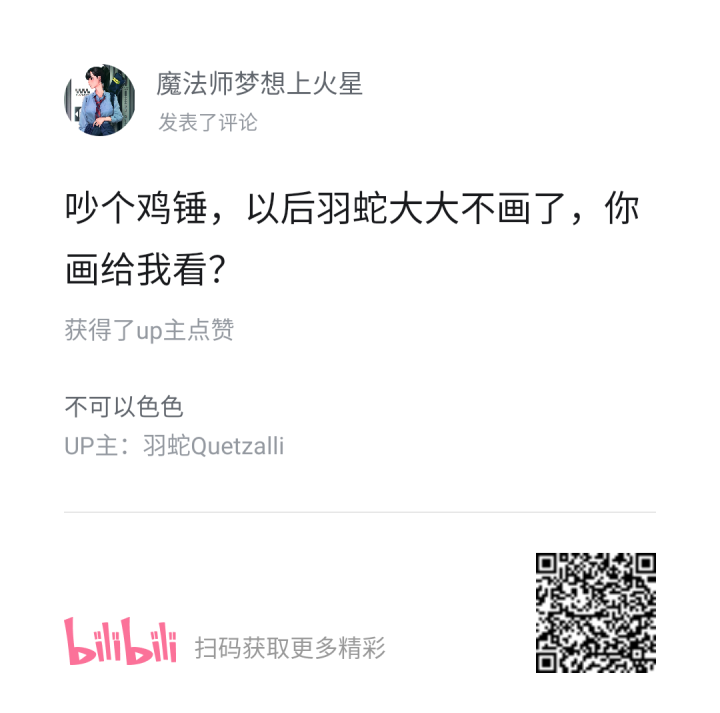 魔法师梦想上火星
发表了评论
吵个鸡锤，以后羽蛇大大不画了，你
画给我看？
获得了up主点赞
不可以色色
UP主：羽蛇Quetzalli
bilibili 扫码获取更多精彩